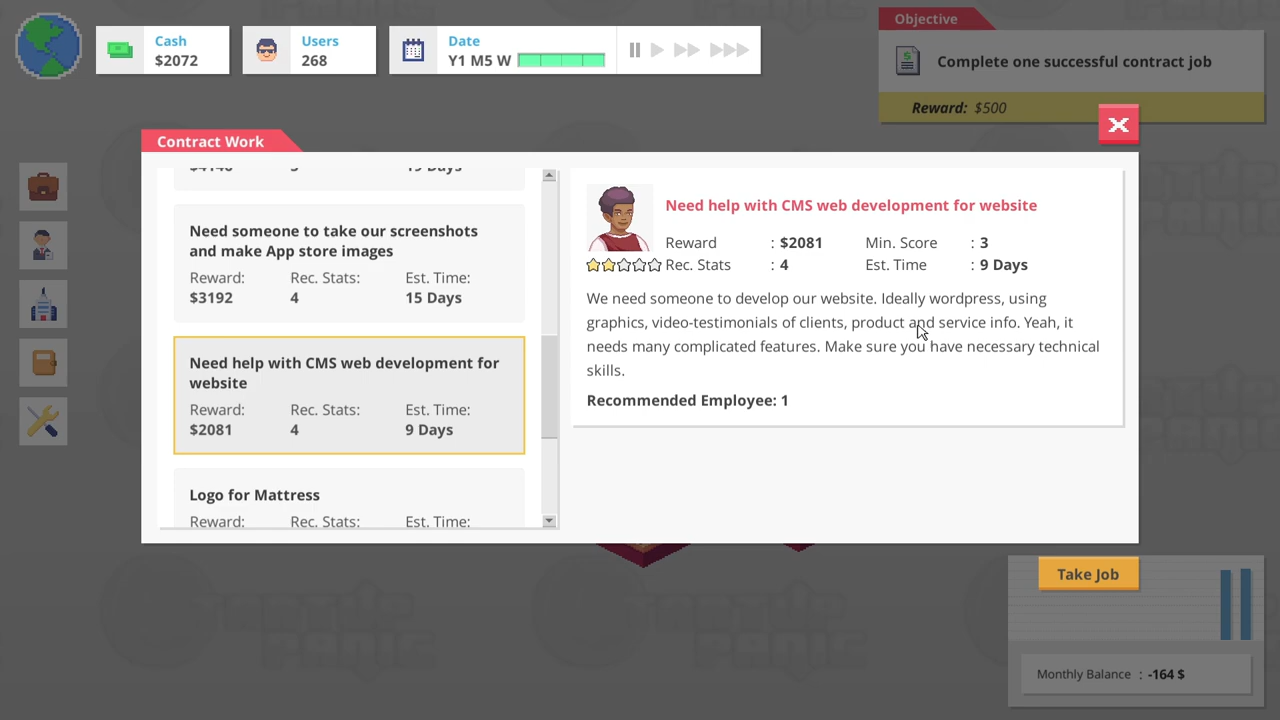 Cash
$2072
Users
268
Date
Y1 M5 W
Objective
Complete one successful contract job
Reward: $500
Contract Work
19 Days
Need someone to take our screenshots
and make App store images
Reward: Rec. Stats: Est. Time:
$3192 4 15 Days
Need help with CMS web development for
website
Reward: Rec. Stats: Est. Time:
$2081 4 9 Days
Logo for Mattress
Reward: Rec. Stats: Est. Time:
Need help with CMS web development for website
Reward : $2081 Min. Score : 3
Rec. Stats : 4 Est. Time : 9 Days
We need someone to develop our website. Ideally wordpress, using
graphics, video-testimonials of clients, product and service info. Yeah, it
needs many complicated features. Make sure you have necessary technical
skills.
Recommended Employee: 1
Take Job
Monthly Balance : -164 $